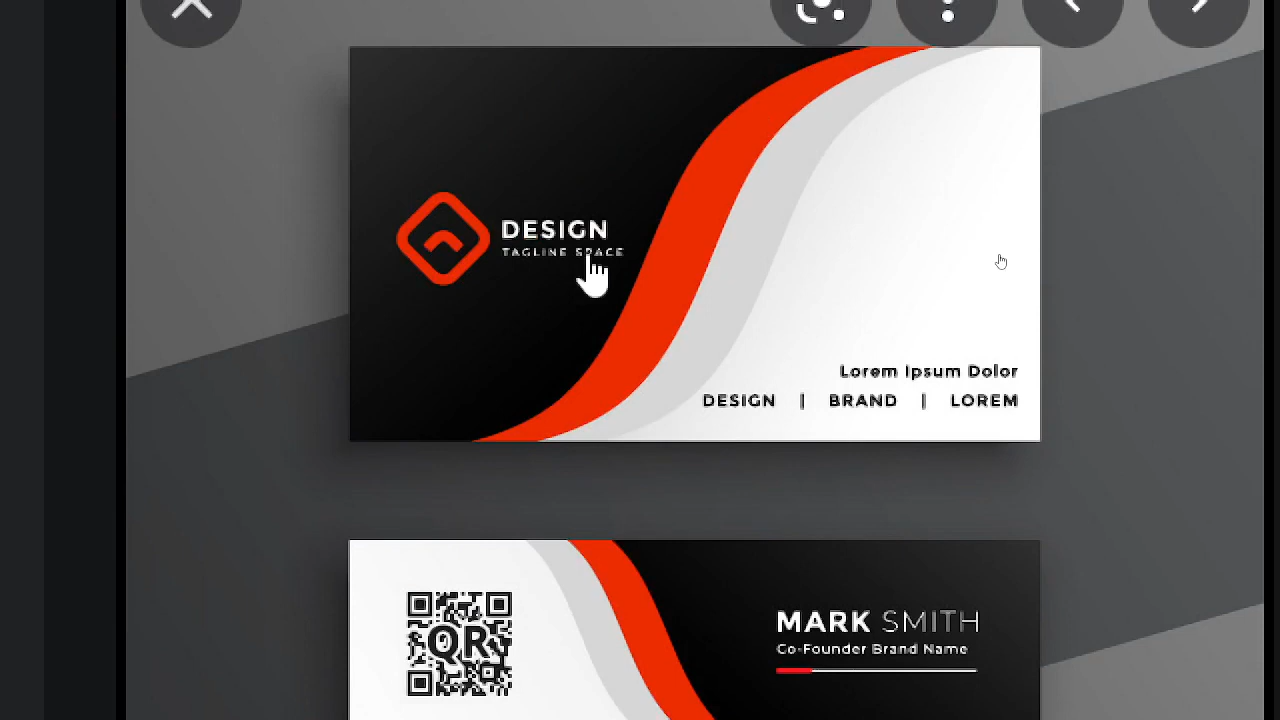 DESIGN
TAGLINE SPACE
Lorem Ipsum Dolor
DESIGN | BRAND | LOREM
QR
MARK SMITH
Co-Founder Brand Name